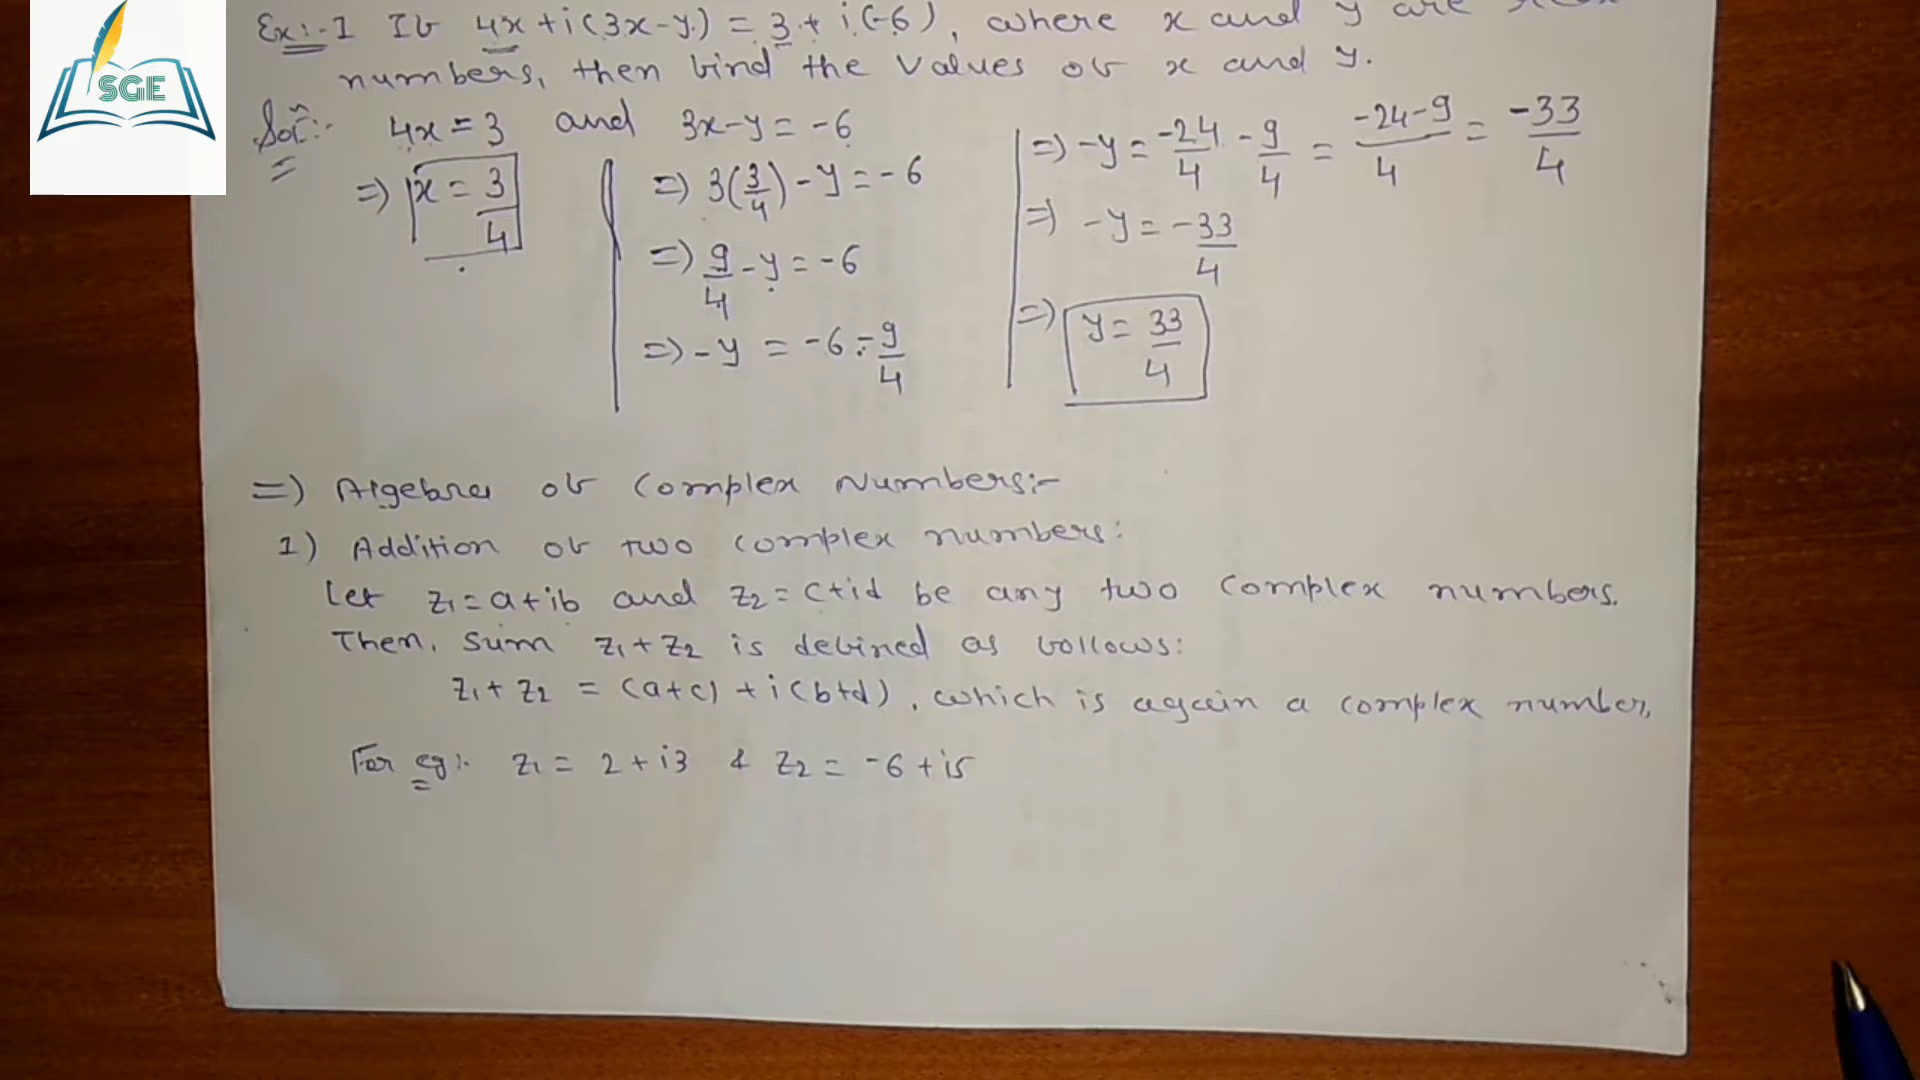 SGE
Ex:-1 If 4x+i(3x-y) = 3+i(-6), where x and y are real
numbers, then find the values of x and y.
Sol^n:- 4x = 3 and 3x-y = -6
=) x = 3/4
=) 3(3/4) - y = -6
=) 9/4 - y = -6
=) -y = -6 - 9/4
=) -y = -24/4 - 9/4 = -24-9/4 = -33/4
=) -y = -33/4
=) y = 33/4
=) Algebra of Complex Numbers:-
1) Addition of two complex numbers:
Let z1 = a+ib and z2 = c+id be any two complex numbers.
Then, sum z1+z2 is defined as follows:
z1+z2 = (a+c) + i(b+d), which is again a complex number,
For eg:- z1 = 2+i3 & z2 = -6+i5